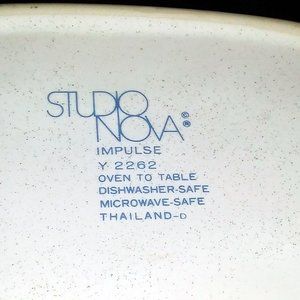 STUDIO
NOVA ©®
IMPULSE
Y 2262
OVEN TO TABLE
DISHWASHER-SAFE
MICROWAVE-SAFE
THAILAND-D